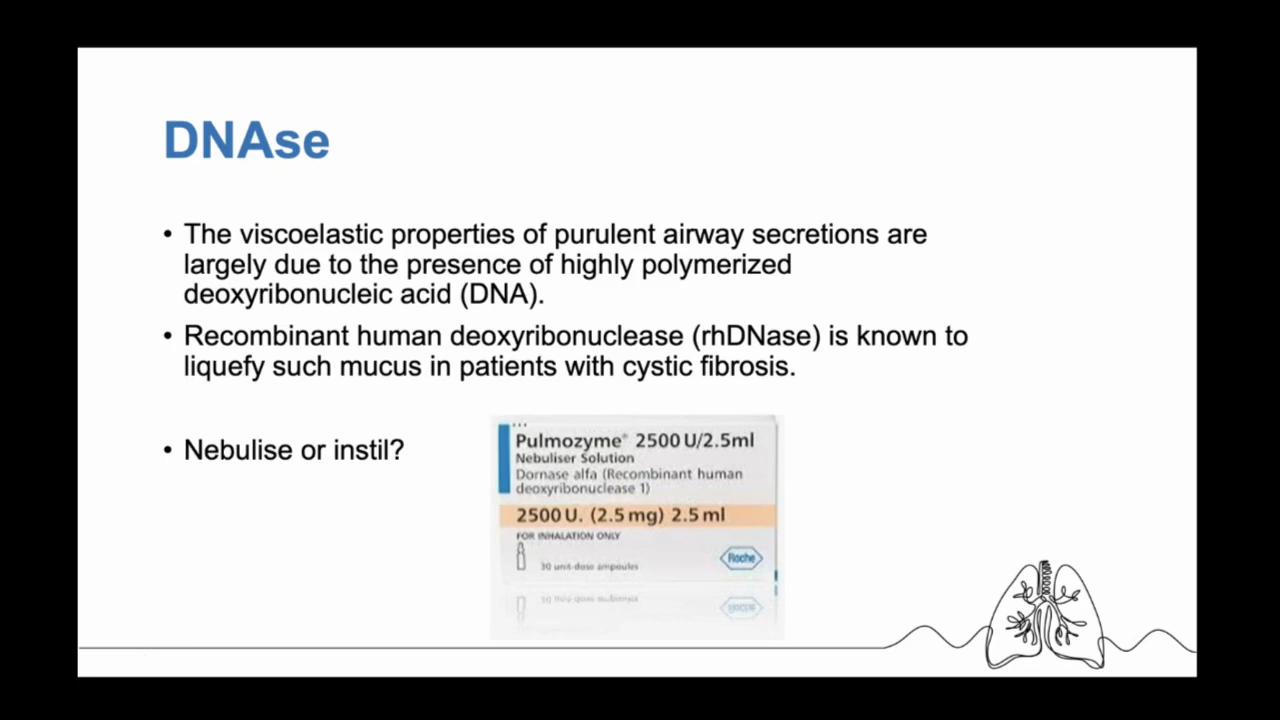 DNAse
• The viscoelastic properties of purulent airway secretions are
largely due to the presence of highly polymerized
deoxyribonucleic acid (DNA).
• Recombinant human deoxyribonuclease (rhDNase) is known to
liquefy such mucus in patients with cystic fibrosis.
• Nebulise or instil?
Pulmozyme® 2500 U/2.5ml
Nebuliser Solution
Dornase alfa (Recombinant human
deoxyribonuclease 1)
2500 U. (2.5 mg) 2.5 ml
FOR INHALATION ONLY
30 unit-dose ampoules
Roche